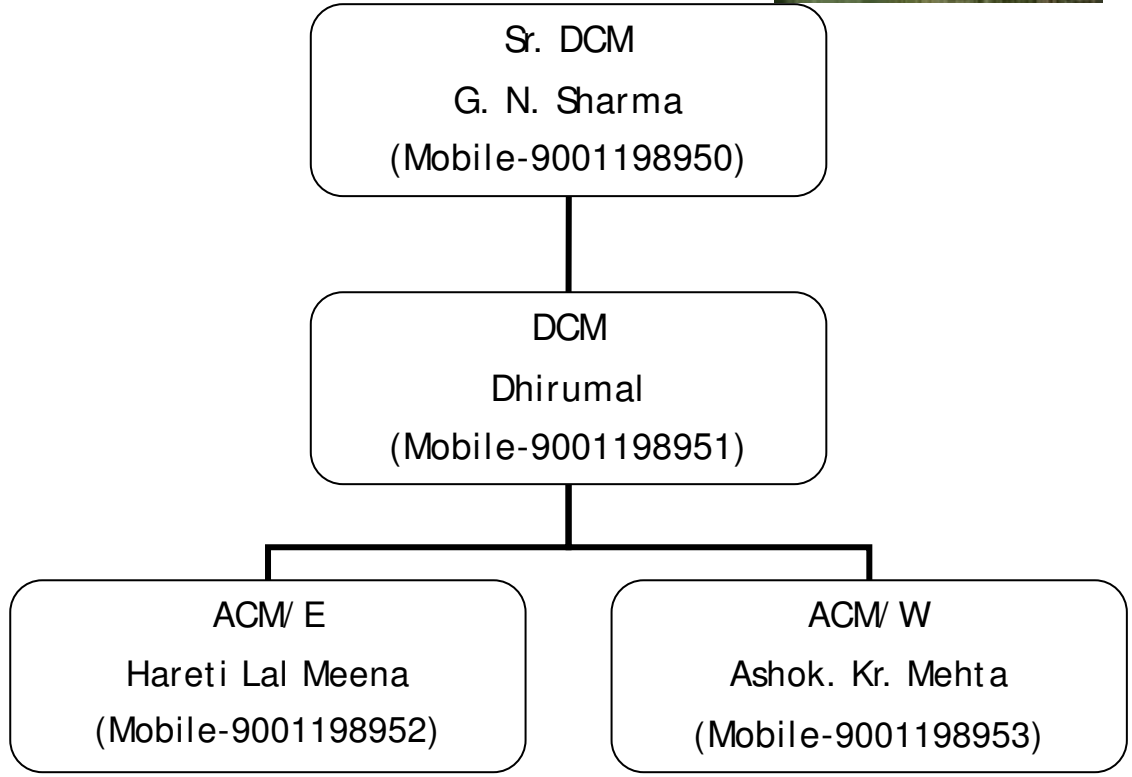 Sr. DCM
G. N. Sharma
(Mobile-9001198950)
DCM
Dhirumal
(Mobile-9001198951)
ACM/ E
Hareti Lal Meena
(Mobile-9001198952)
ACM/ W
Ashok. Kr. Mehta
(Mobile-9001198953)